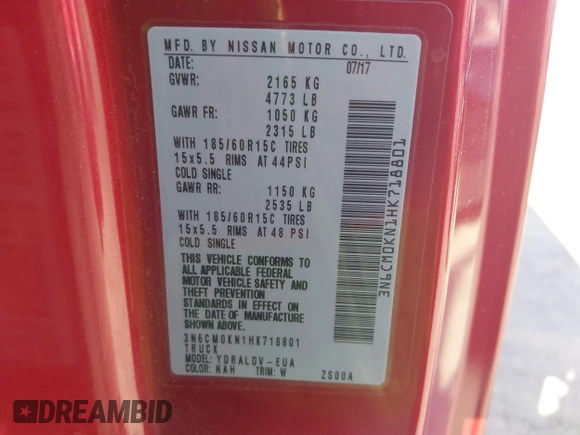 MFD. BY NISSAN MOTOR CO., LTD.
DATE: 07/17
GVWR: 2165 KG
4773 LB
GAWR FR: 1050 KG
2315 LB
WITH 185/60R15C TIRES
15x5.5 RIMS AT 44PSI
COLD SINGLE
GAWR RR: 1150 KG
2535 LB
WITH 185/60R15C TIRES
15x5.5 RIMS AT 48 PSI
COLD SINGLE
THIS VEHICLE CONFORMS TO
ALL APPLICABLE FEDERAL
MOTOR VEHICLE SAFETY AND
THEFT PREVENTION
STANDARDS IN EFFECT ON
THE DATE OF MANUFACTURE
SHOWN ABOVE.
3N6CM0KN1HK718801
TRUCK
MODEL: YDRALDV-EUA
COLOR: NAH TRIM: W ZS00A
3N6CM0KN1HK718801
DREAMBID